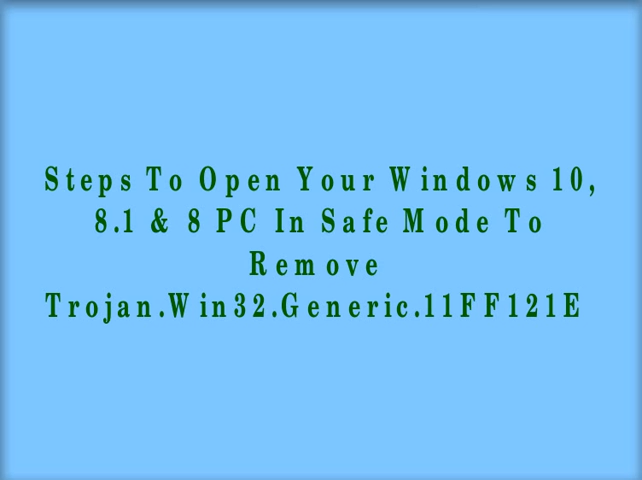 Steps To Open Your Windows 10,
8.1 & 8 PC In Safe Mode To
Remove
Trojan.Win32.Generic.11FF121E